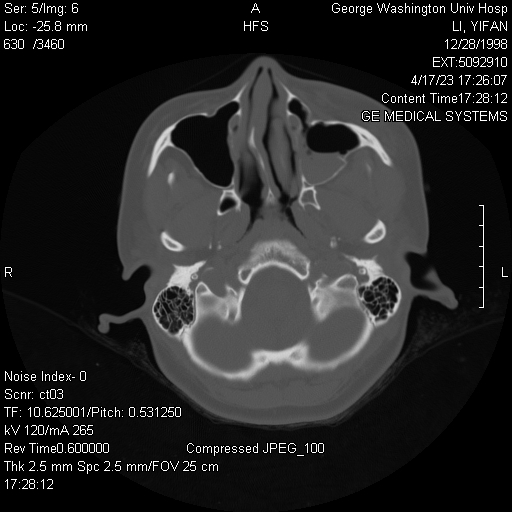 Ser: 5/Img: 6
Loc: -25.8 mm
630 /3460
A
HFS
George Washington Univ Hosp
LI, YIFAN
12/28/1998
EXT:5092910
4/17/23 17:26:07
Content Time17:28:12
GE MEDICAL SYSTEMS
R
L
Noise Index- 0
Scnr: ct03
TF: 10.625001/Pitch: 0.531250
kV 120/mA 265
Rev Time0.600000
Compressed JPEG_100
Thk 2.5 mm Spc 2.5 mm/FOV 25 cm
17:28:12